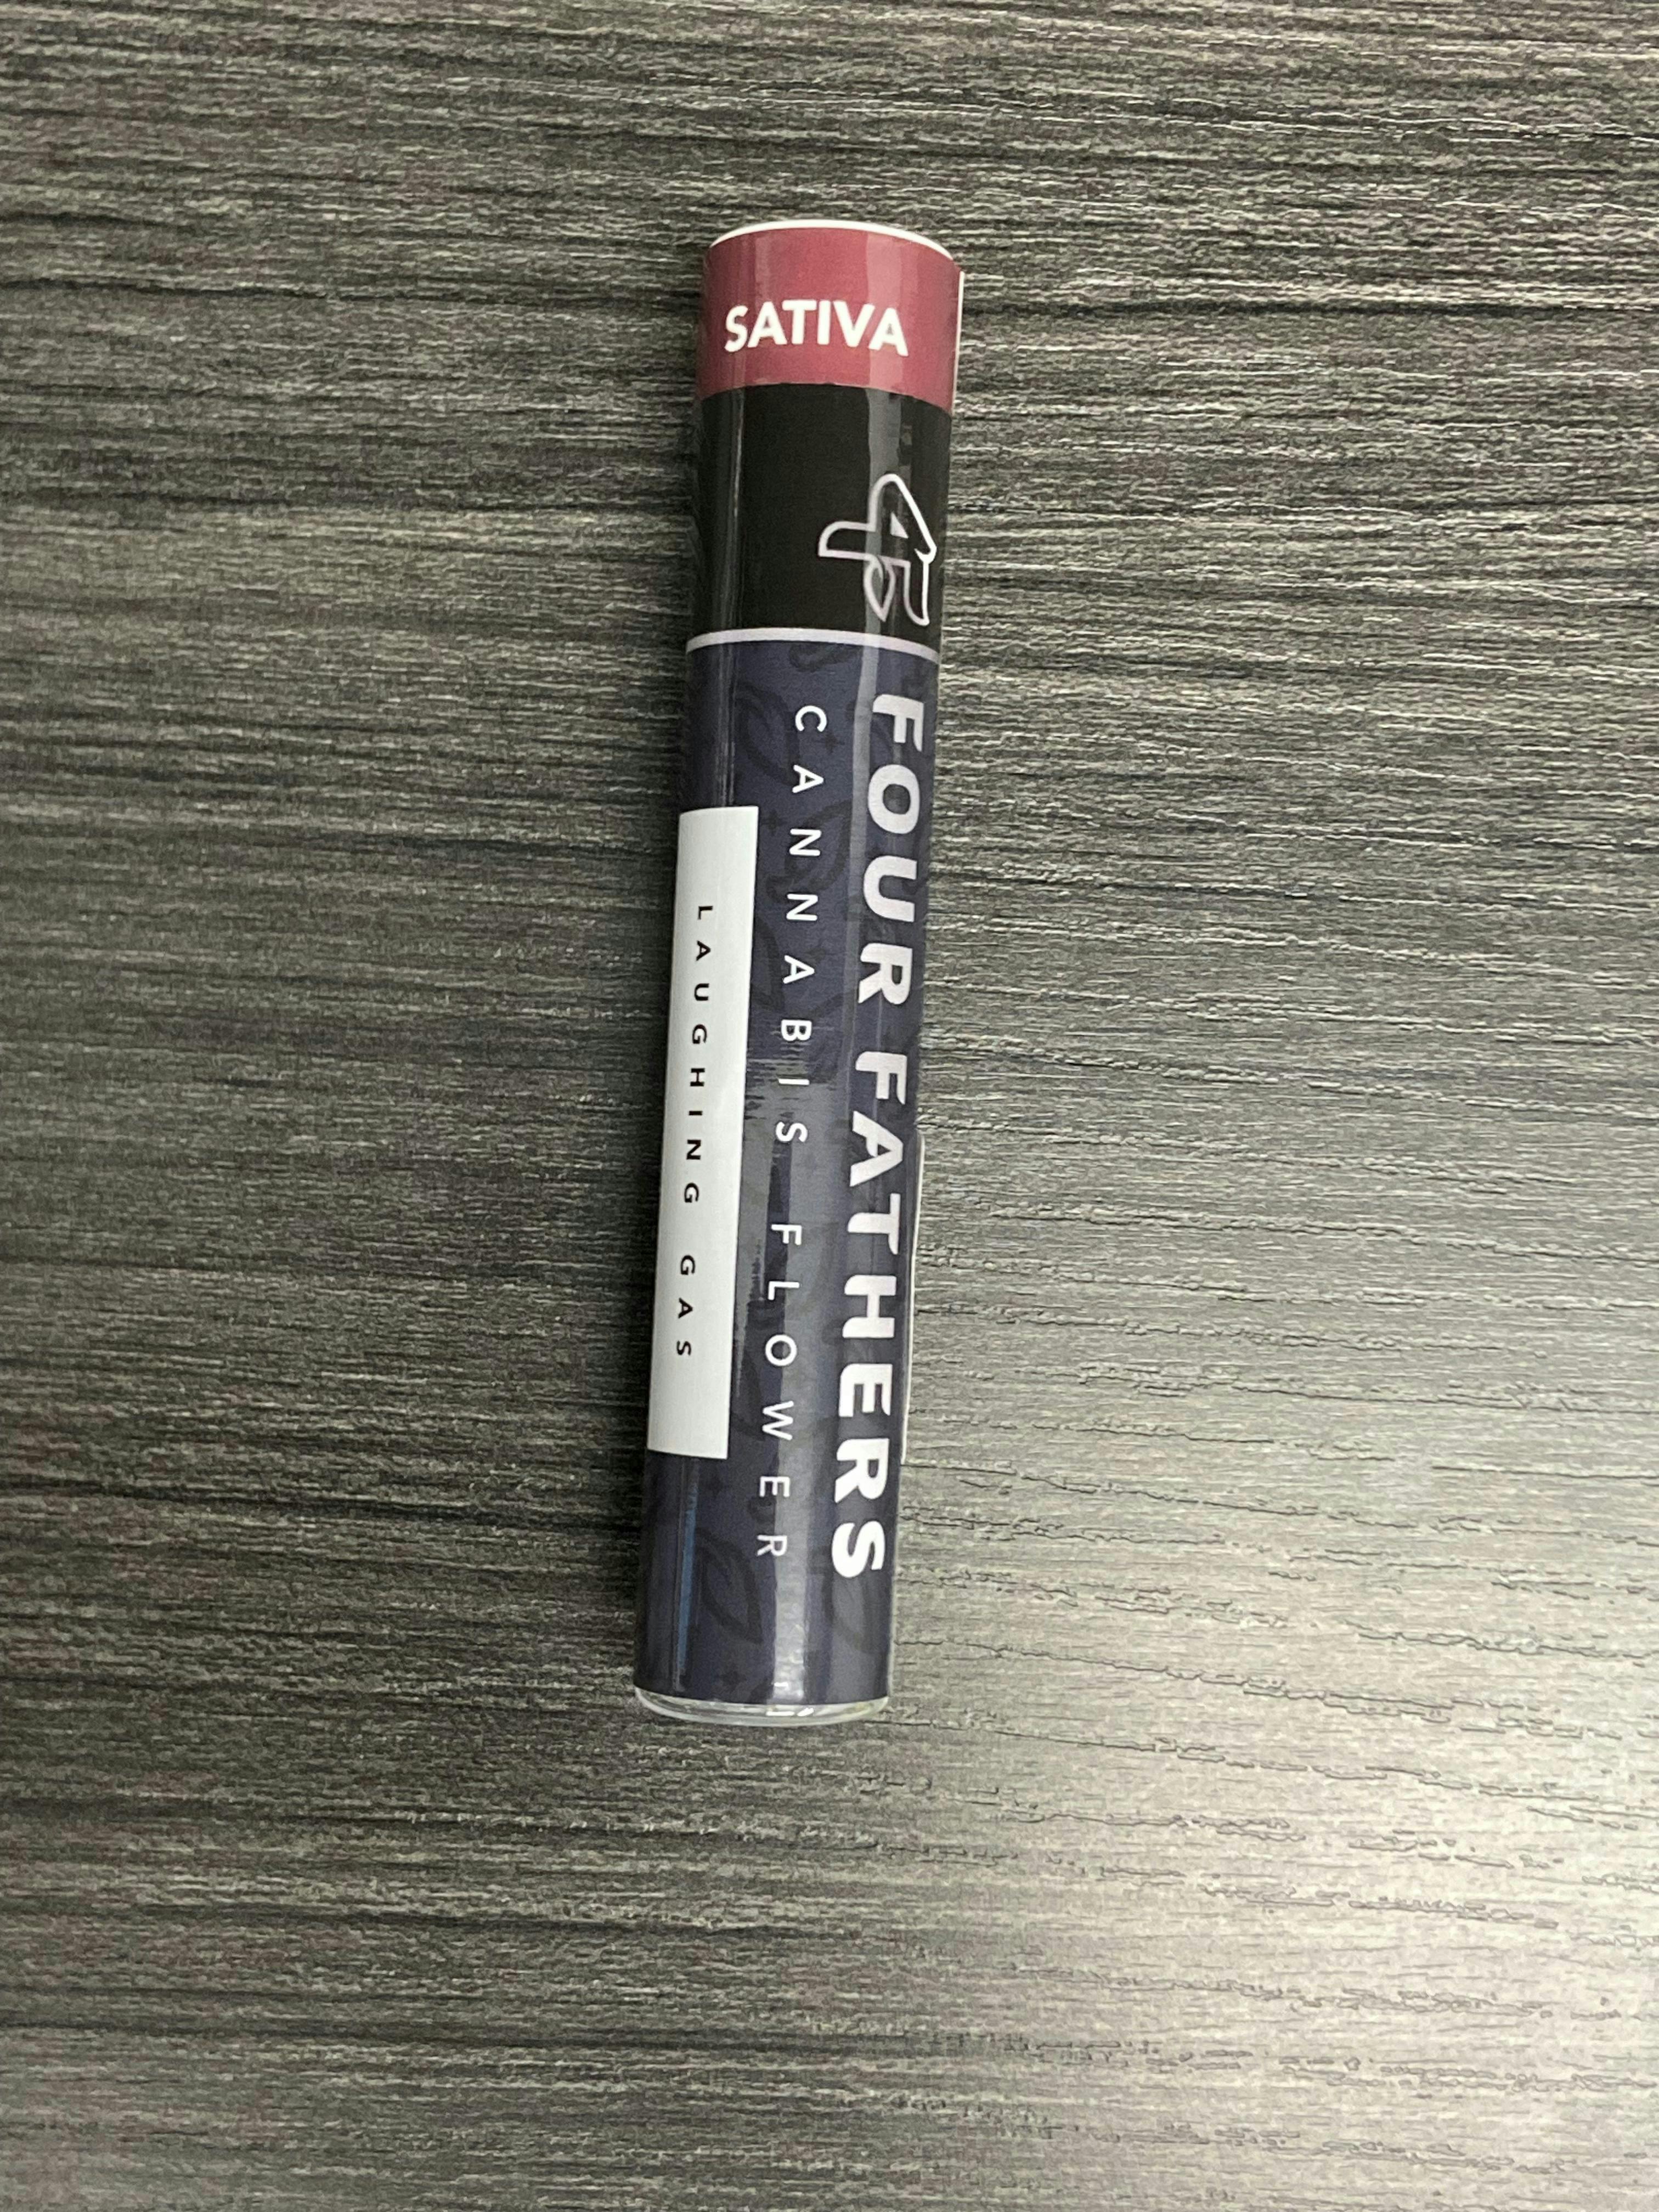 SATIVA
FOUR FATHERS
CANNABIS FLOWER
LAUGHING GAS